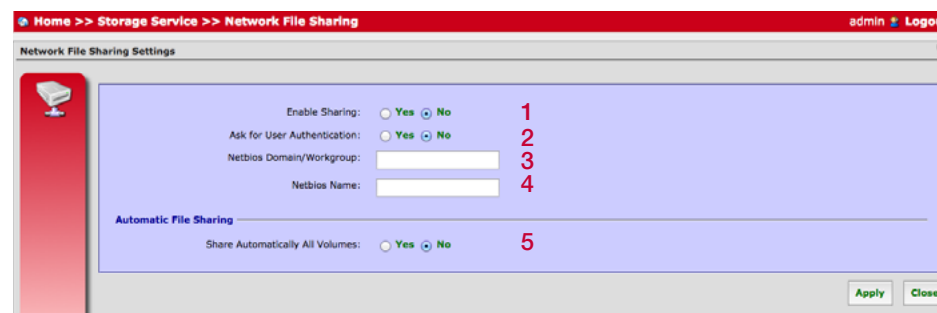 Home >> Storage Service >> Network File Sharing admin Logou
Network File Sharing Settings
Enable Sharing: Yes No 1
Ask for User Authentication: Yes No 2
Netbios Domain/Workgroup: 3
Netbios Name: 4
Automatic File Sharing
Share Automatically All Volumes: Yes No 5
Apply Close